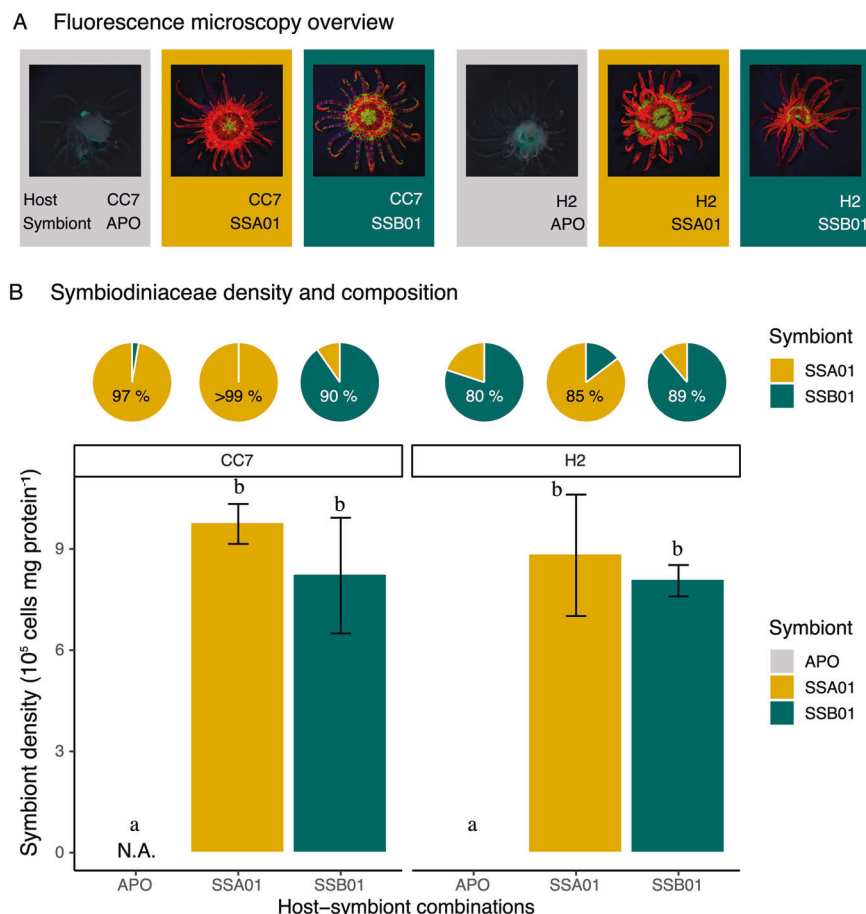 A Fluorescence microscopy overview
Host CC7 CC7 CC7 H2 H2 H2
Symbiont APO SSA01 SSB01 APO SSA01 SSB01
B Symbiodiniaceae density and composition
97 % >99 % 90 % 80 % 85 % 89 %
Symbiont
SSA01
SSB01
CC7 H2
b b b b
a N.A. a
Symbiont density (10⁵ cells mg protein⁻¹)
9
6
3
0
APO SSA01 SSB01 APO SSA01 SSB01
Host–symbiont combinations
Symbiont
APO
SSA01
SSB01